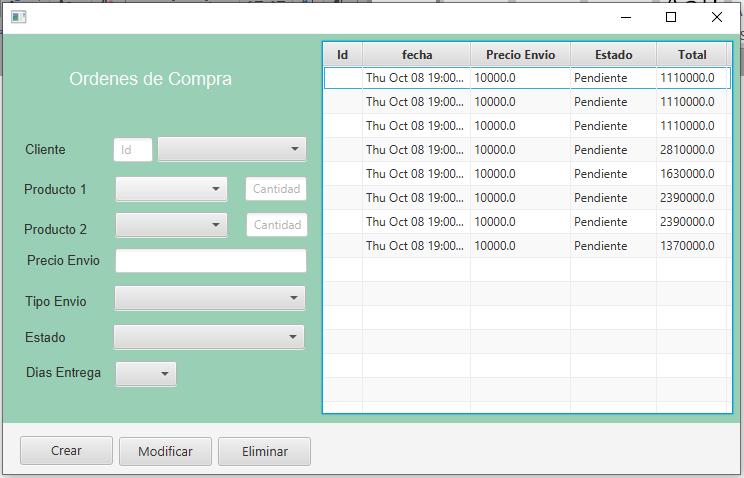 Ordenes de Compra
Cliente Id
Producto 1 Cantidad
Producto 2 Cantidad
Precio Envio
Tipo Envio
Estado
Dias Entrega
Id fecha Precio Envio Estado Total
Thu Oct 08 19:00... 10000.0 Pendiente 1110000.0
Thu Oct 08 19:00... 10000.0 Pendiente 1110000.0
Thu Oct 08 19:00... 10000.0 Pendiente 1110000.0
Thu Oct 08 19:00... 10000.0 Pendiente 2810000.0
Thu Oct 08 19:00... 10000.0 Pendiente 1630000.0
Thu Oct 08 19:00... 10000.0 Pendiente 2390000.0
Thu Oct 08 19:00... 10000.0 Pendiente 2390000.0
Thu Oct 08 19:00... 10000.0 Pendiente 1370000.0
Crear Modificar Eliminar